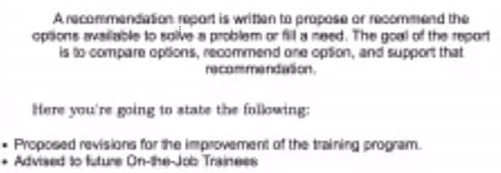 A recommendation report is written to propose or recommend the
options available to solve a problem or fill a need. The goal of the report
is to compare options, recommend one option, and support that
recommendation.
Here you're going to state the following:
• Proposed revisions for the improvement of the training program.
• Advised to future On-the-Job Trainees